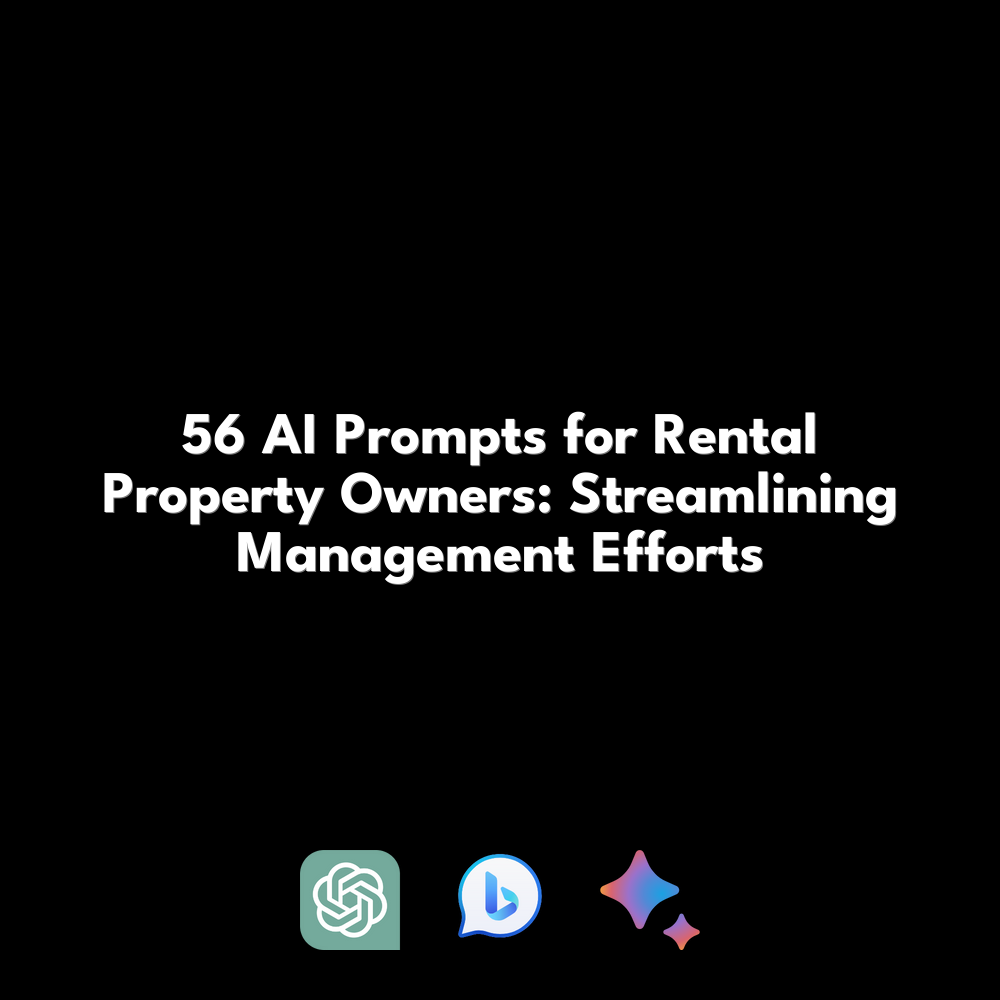 56 AI Prompts for Rental
Property Owners: Streamlining
Management Efforts